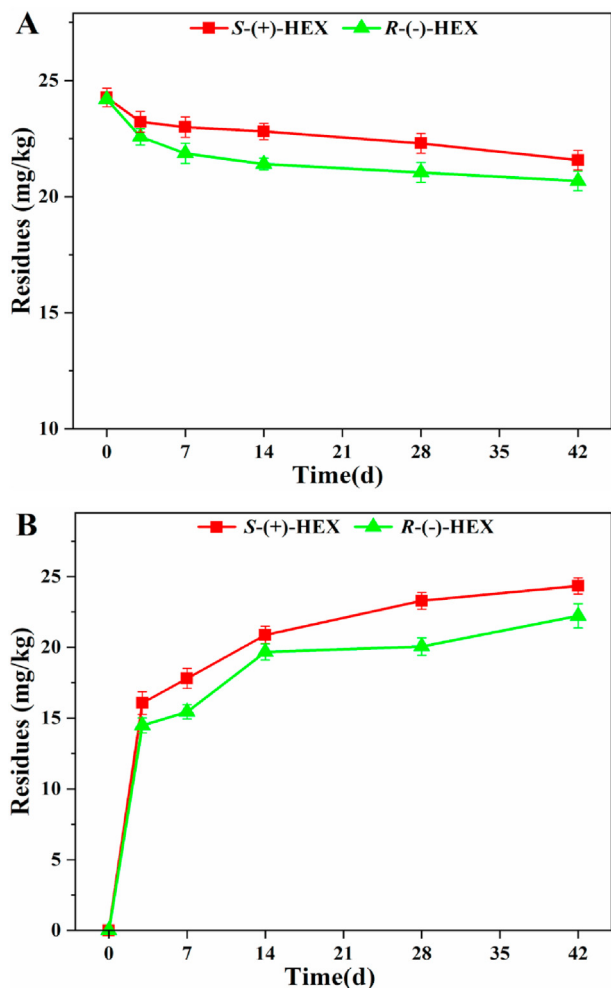 A
S-(+)-HEX R-(-)-HEX
Residues (mg/kg)
25
20
15
10
0 7 14 21 28 35 42
Time(d)
B
S-(+)-HEX R-(-)-HEX
Residues (mg/kg)
25
20
15
10
5
0
0 7 14 21 28 35 42
Time(d)